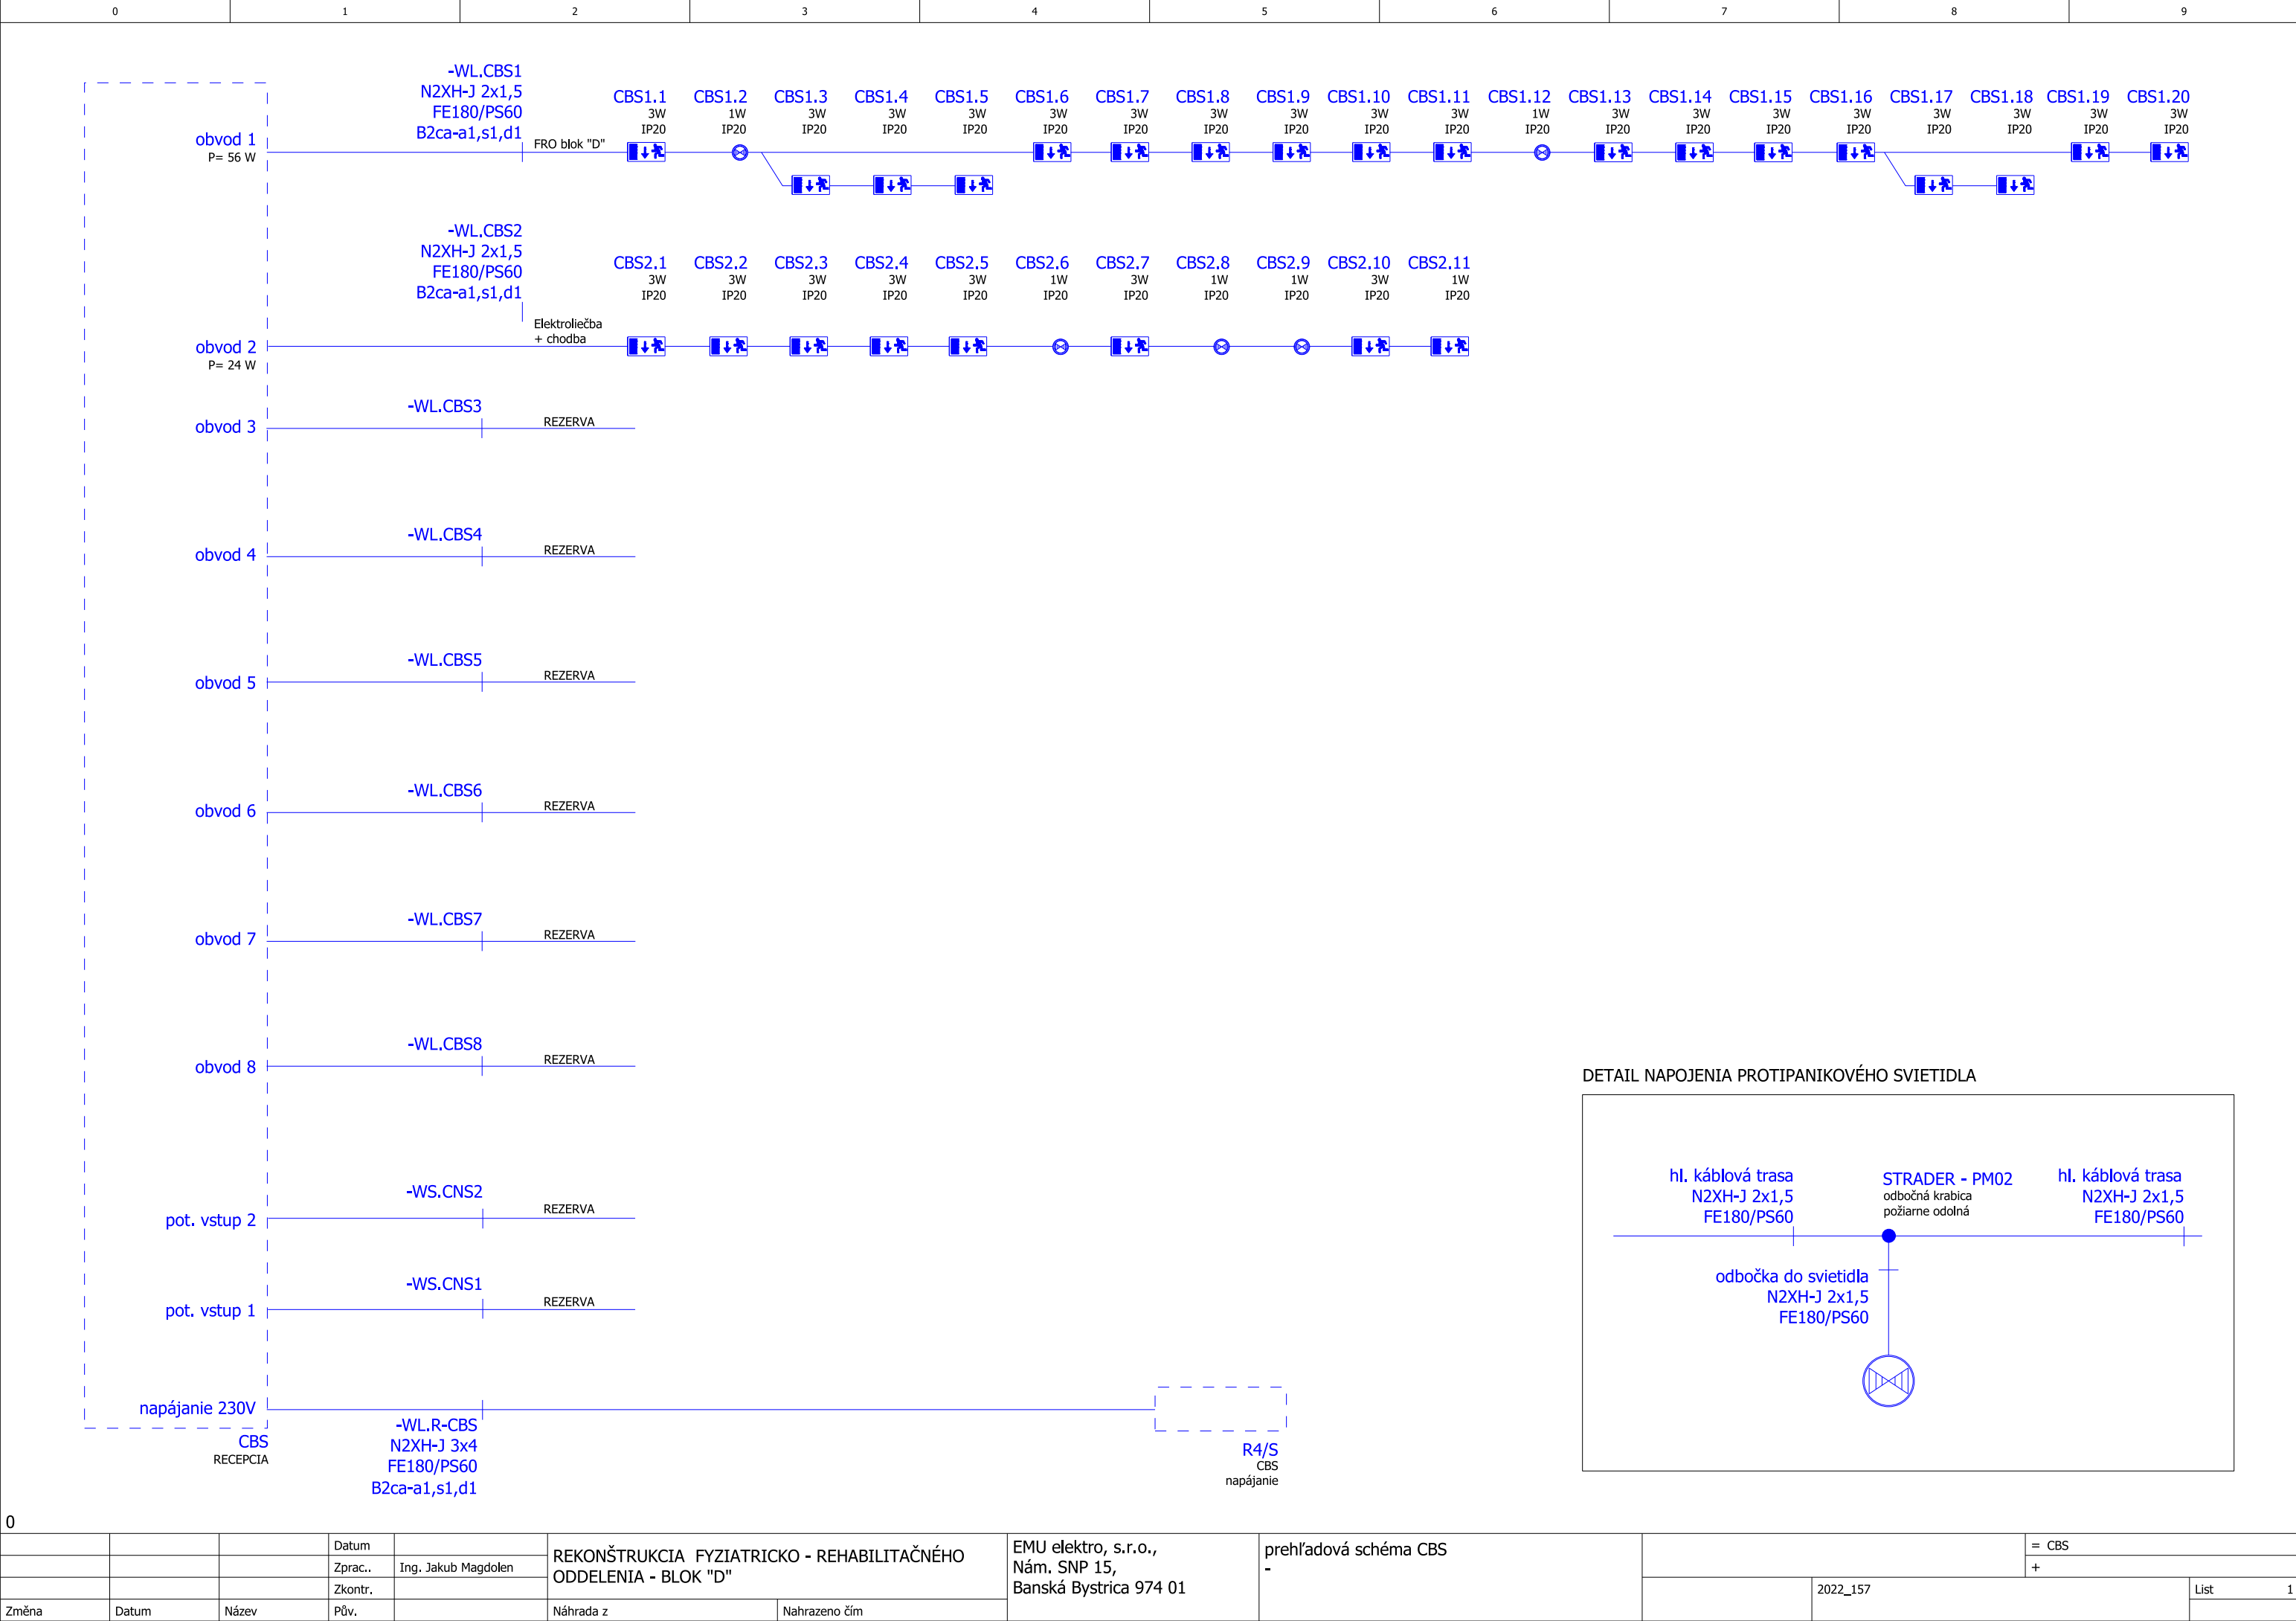 0 1 2 3 4 5 6 7 8 9
-WL.CBS1
N2XH-J 2x1,5
FE180/PS60
B2ca-a1,s1,d1
CBS1.1 CBS1.2 CBS1.3 CBS1.4 CBS1.5 CBS1.6 CBS1.7 CBS1.8 CBS1.9 CBS1.10 CBS1.11 CBS1.12 CBS1.13 CBS1.14 CBS1.15 CBS1.16 CBS1.17 CBS1.18 CBS1.19 CBS1.20
3W 1W 3W 3W 3W 3W 3W 3W 3W 3W 3W 1W 3W 3W 3W 3W 3W 3W 3W 3W
IP20 IP20 IP20 IP20 IP20 IP20 IP20 IP20 IP20 IP20 IP20 IP20 IP20 IP20 IP20 IP20 IP20 IP20 IP20 IP20
obvod 1
P= 56 W
FRO blok "D"
-WL.CBS2
N2XH-J 2x1,5
FE180/PS60
B2ca-a1,s1,d1
CBS2.1 CBS2.2 CBS2.3 CBS2.4 CBS2.5 CBS2.6 CBS2.7 CBS2.8 CBS2.9 CBS2.10 CBS2.11
3W 3W 3W 3W 3W 1W 3W 1W 1W 3W 1W
IP20 IP20 IP20 IP20 IP20 IP20 IP20 IP20 IP20 IP20 IP20
Elektroliečba
+ chodba
obvod 2
P= 24 W
-WL.CBS3
obvod 3
REZERVA
-WL.CBS4
obvod 4
REZERVA
-WL.CBS5
obvod 5
REZERVA
-WL.CBS6
obvod 6
REZERVA
-WL.CBS7
obvod 7
REZERVA
-WL.CBS8
obvod 8
REZERVA
-WS.CNS2
pot. vstup 2
REZERVA
-WS.CNS1
pot. vstup 1
REZERVA
napájanie 230V
CBS
RECEPCIA
-WL.R-CBS
N2XH-J 3x4
FE180/PS60
B2ca-a1,s1,d1
R4/S
CBS
napájanie
DETAIL NAPOJENIA PROTIPANIKOVÉHO SVIETIDLA
hl. káblová trasa
N2XH-J 2x1,5
FE180/PS60
STRADER - PM02
odbočná krabica
požiarne odolná
hl. káblová trasa
N2XH-J 2x1,5
FE180/PS60
odbočka do svietidla
N2XH-J 2x1,5
FE180/PS60
0
Datum
Zprac.. Ing. Jakub Magdolen
Zkontr.
Změna Datum Název Pův.
REKONŠTRUKCIA FYZIATRICKO - REHABILITAČNÉHO
ODDELENIA - BLOK "D"
Náhrada z Nahrazeno čím
EMU elektro, s.r.o.,
Nám. SNP 15,
Banská Bystrica 974 01
prehľadová schéma CBS
-
= CBS
+
2022_157
List 1